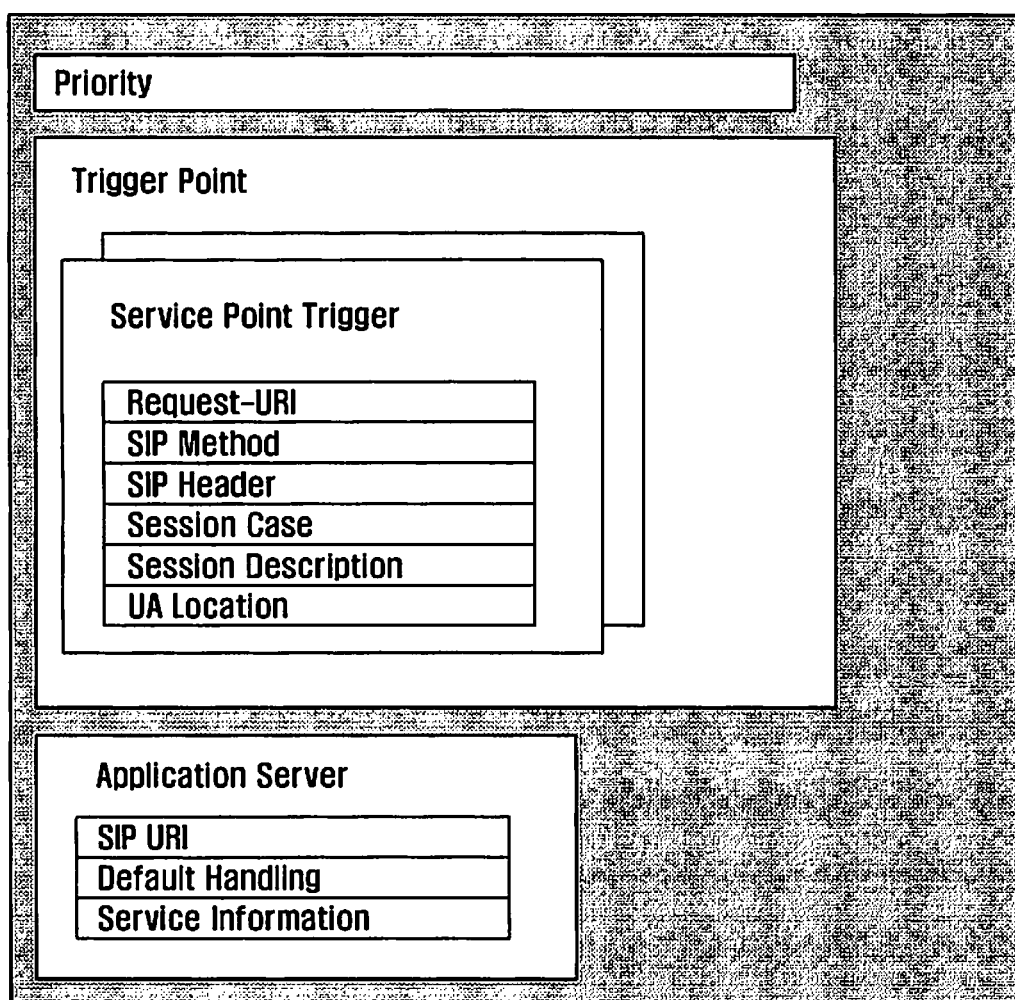 Priority
Trigger Point
Service Point Trigger
Request-URI
SIP Method
SIP Header
Session Case
Session Description
UA Location
Application Server
SIP URI
Default Handling
Service Information